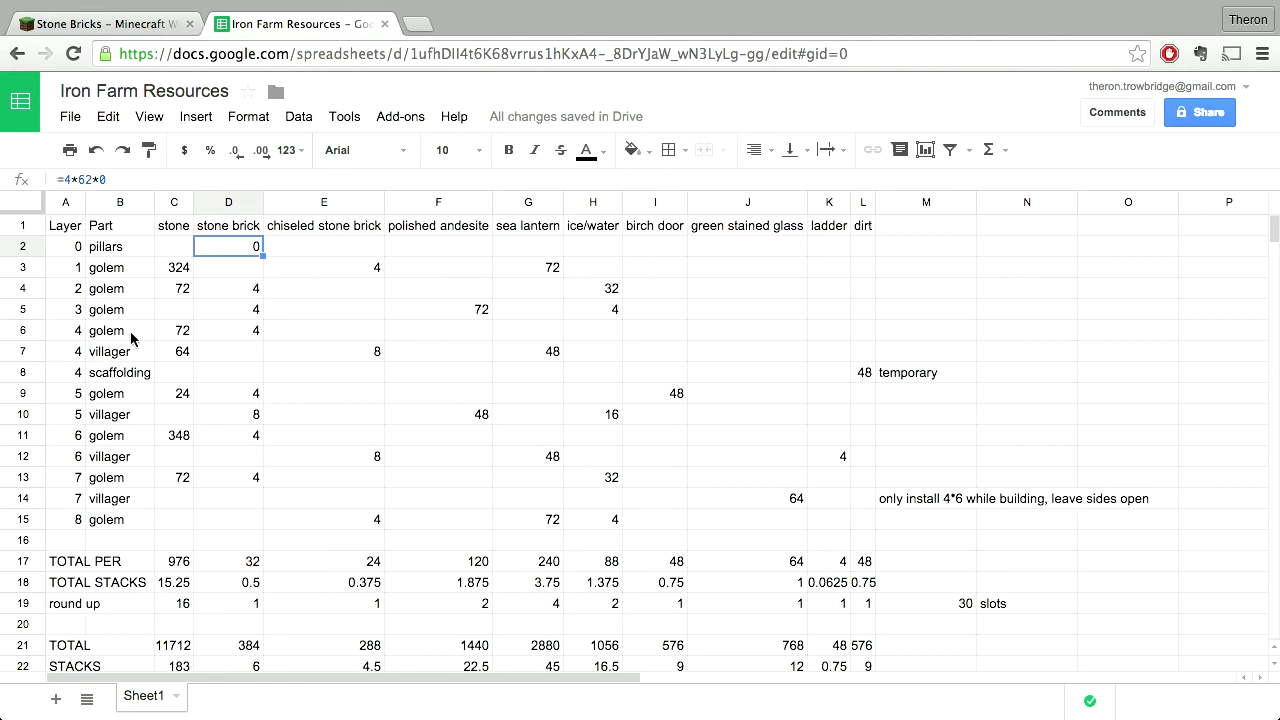 Stone Bricks – Minecraft W
Iron Farm Resources – Goo
Theron
https://docs.google.com/spreadsheets/d/1ufhDII4t6K68vrrus1hKxA4-_8DrYJaW_wN3LyLg-gg/edit#gid=0
Iron Farm Resources
theron.trowbridge@gmail.com
File Edit View Insert Format Data Tools Add-ons Help All changes saved in Drive
Comments
Share
$ % .0 .00 123 Arial 10 B I S A Σ
fx =4*62*0
A B C D E F G H I J K L M N O P
1 Layer Part stone stone brick chiseled stone brick polished andesite sea lantern ice/water birch door green stained glass ladder dirt
2 0 pillars 0
3 1 golem 324 4 72
4 2 golem 72 4 32
5 3 golem 4 72 4
6 4 golem 72 4
7 4 villager 64 8 48
8 4 scaffolding 48 temporary
9 5 golem 24 4 48
10 5 villager 8 48 16
11 6 golem 348 4
12 6 villager 8 48 4
13 7 golem 72 4 32
14 7 villager 64 only install 4*6 while building, leave sides open
15 8 golem 4 72 4
16
17 TOTAL PER 976 32 24 120 240 88 48 64 4 48
18 TOTAL STACKS 15.25 0.5 0.375 1.875 3.75 1.375 0.75 1 0.0625 0.75
19 round up 16 1 1 2 4 2 1 1 1 1 30 slots
20
21 TOTAL 11712 384 288 1440 2880 1056 576 768 48 576
22 STACKS 183 6 4.5 22.5 45 16.5 9 12 0.75 9
Sheet1